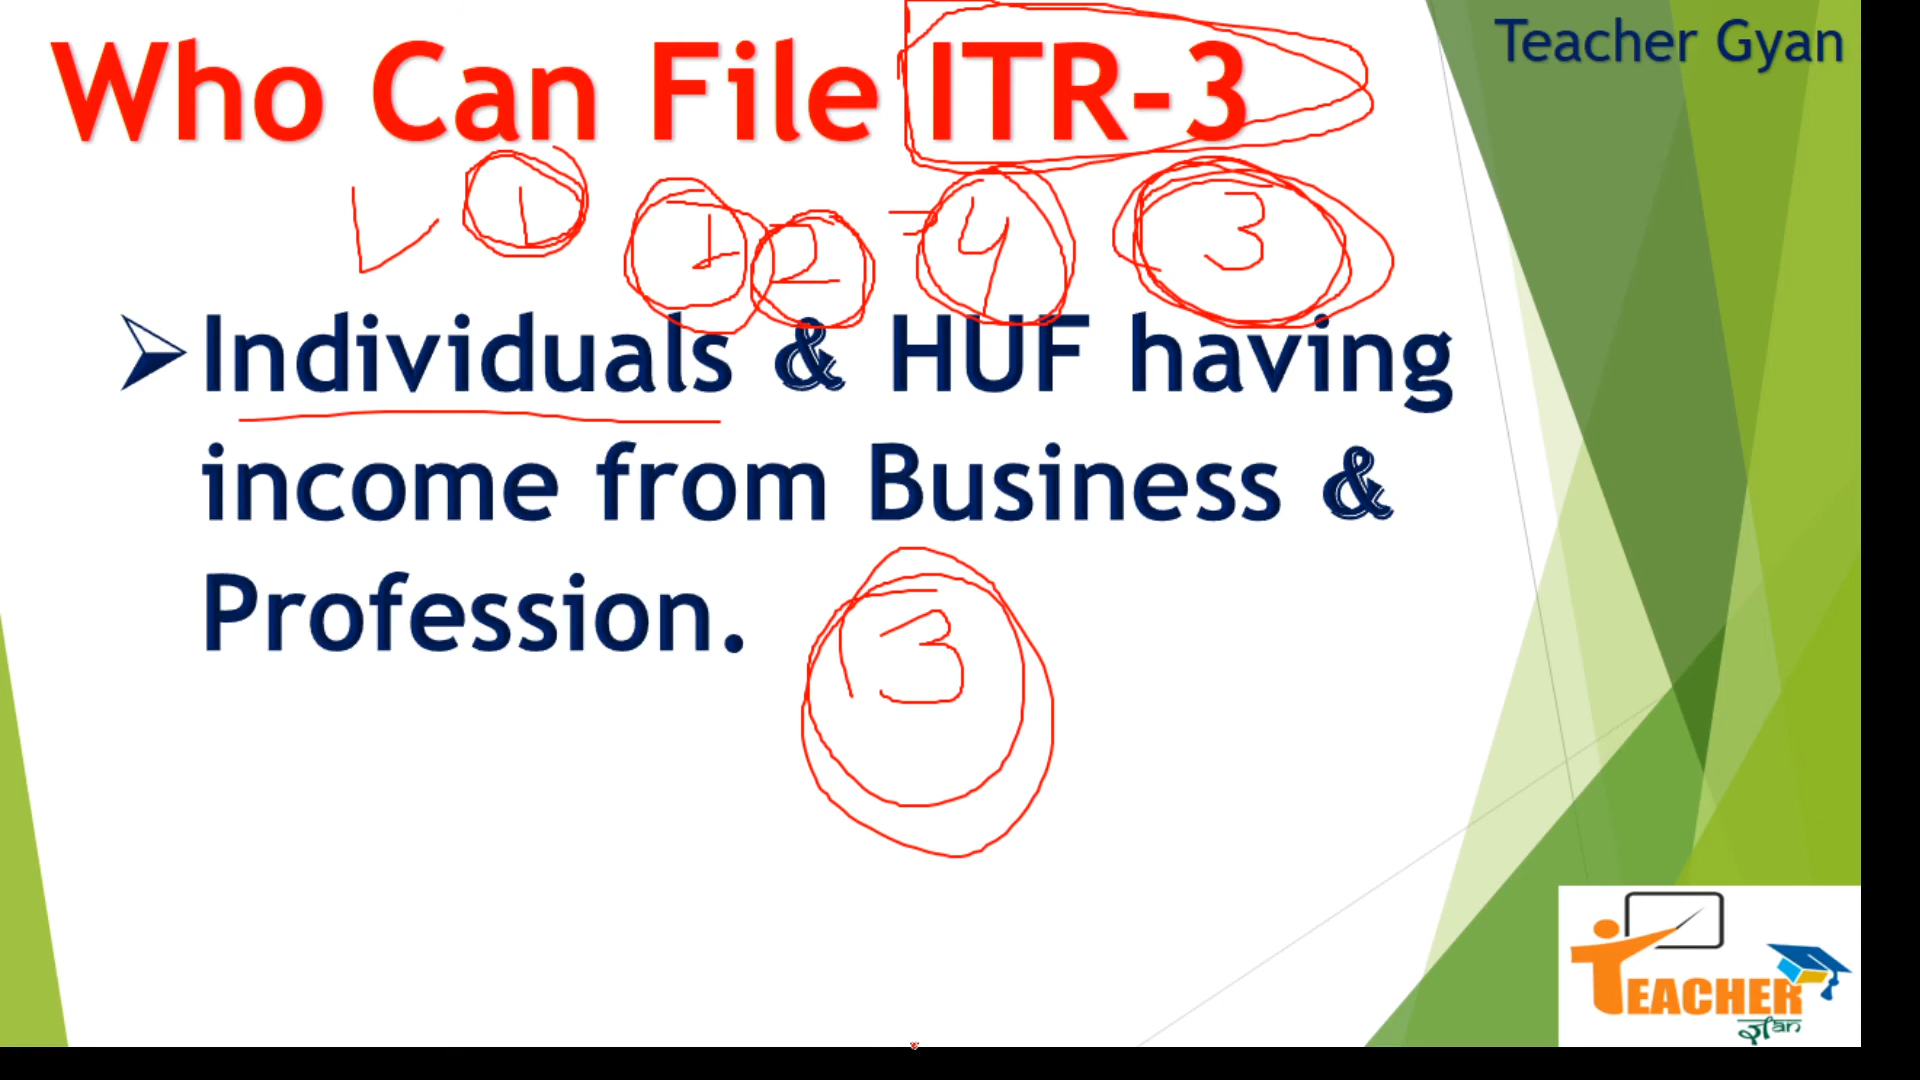 Teacher Gyan
Who Can File ITR-3
1 1 2 4 3
Individuals & HUF having
income from Business &
Profession.
3
TEACHER
ज्ञान